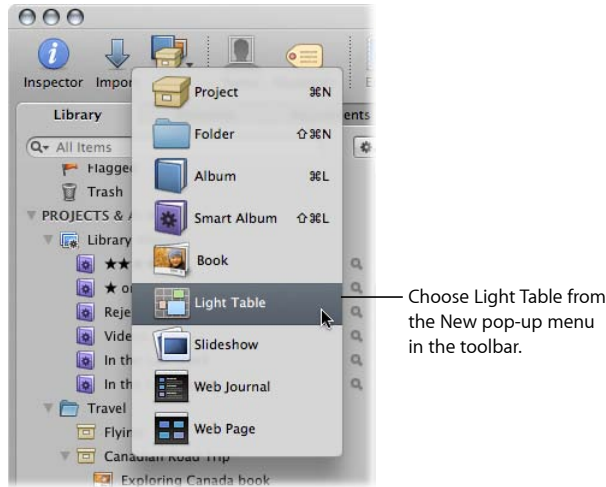 Inspector Impor
Library
ents
All Items
Flagge
Trash
PROJECTS & A
Library
Reje
Vide
In th
In th
Travel
Flyin
Canadian Road Trip
Exploring Canada book
Project ⌘N
Folder ⇧⌘N
Album ⌘L
Smart Album ⇧⌘L
Book
Light Table
Slideshow
Web Journal
Web Page
Choose Light Table from
the New pop-up menu
in the toolbar.